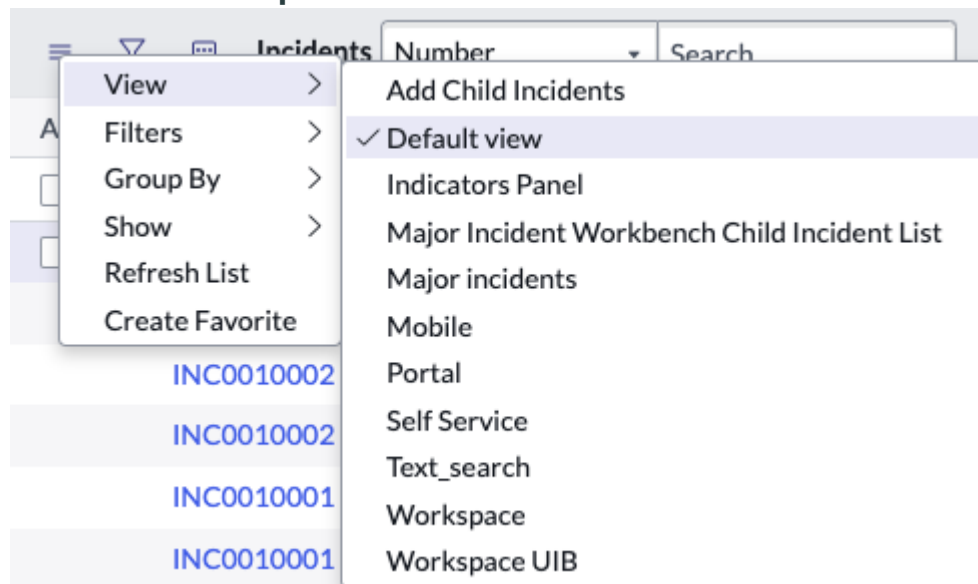 Incidents Number Search
View
Filters
Group By
Show
Refresh List
Create Favorite
Add Child Incidents
Default view
Indicators Panel
Major Incident Workbench Child Incident List
Major incidents
Mobile
Portal
Self Service
Text_search
Workspace
Workspace UIB
A
INC0010002
INC0010002
INC0010001
INC0010001